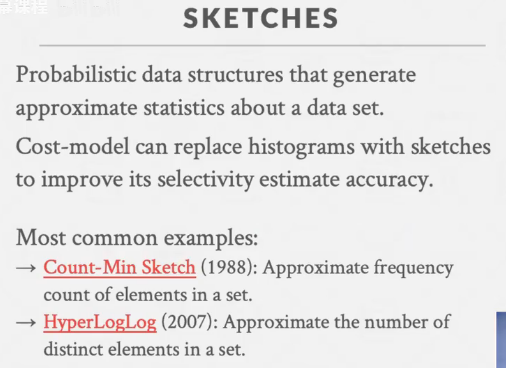 SKETCHES
Probabilistic data structures that generate
approximate statistics about a data set.
Cost-model can replace histograms with sketches
to improve its selectivity estimate accuracy.
Most common examples:
→ Count-Min Sketch (1988): Approximate frequency
count of elements in a set.
→ HyperLogLog (2007): Approximate the number of
distinct elements in a set.